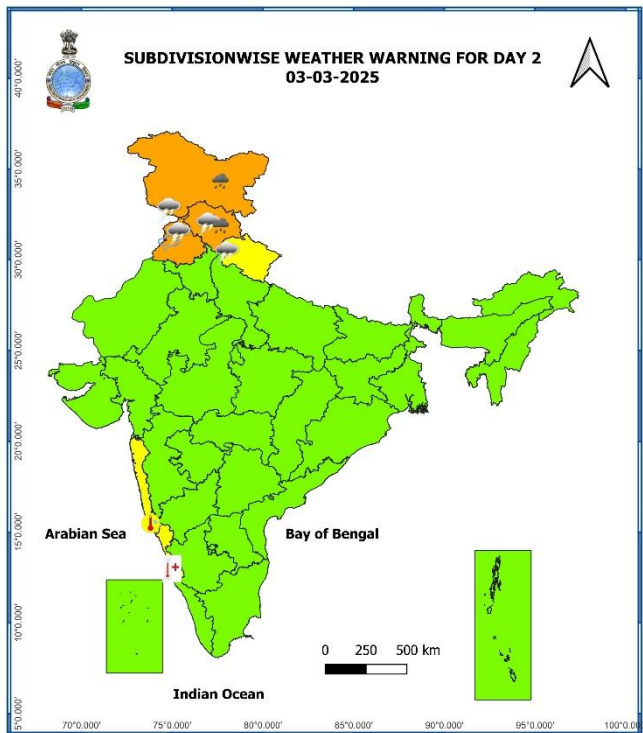 SUBDIVISIONWISE WEATHER WARNING FOR DAY 2
03-03-2025
40°0.000'
35°0.000'
30°0.000'
25°0.000'
20°0.000'
15°0.000'
10°0.000'
5°0.000'
Arabian Sea
Bay of Bengal
+
0 250 500 km
Indian Ocean
70°0.000' 75°0.000' 80°0.000' 85°0.000' 90°0.000' 95°0.000' 100°0.000'